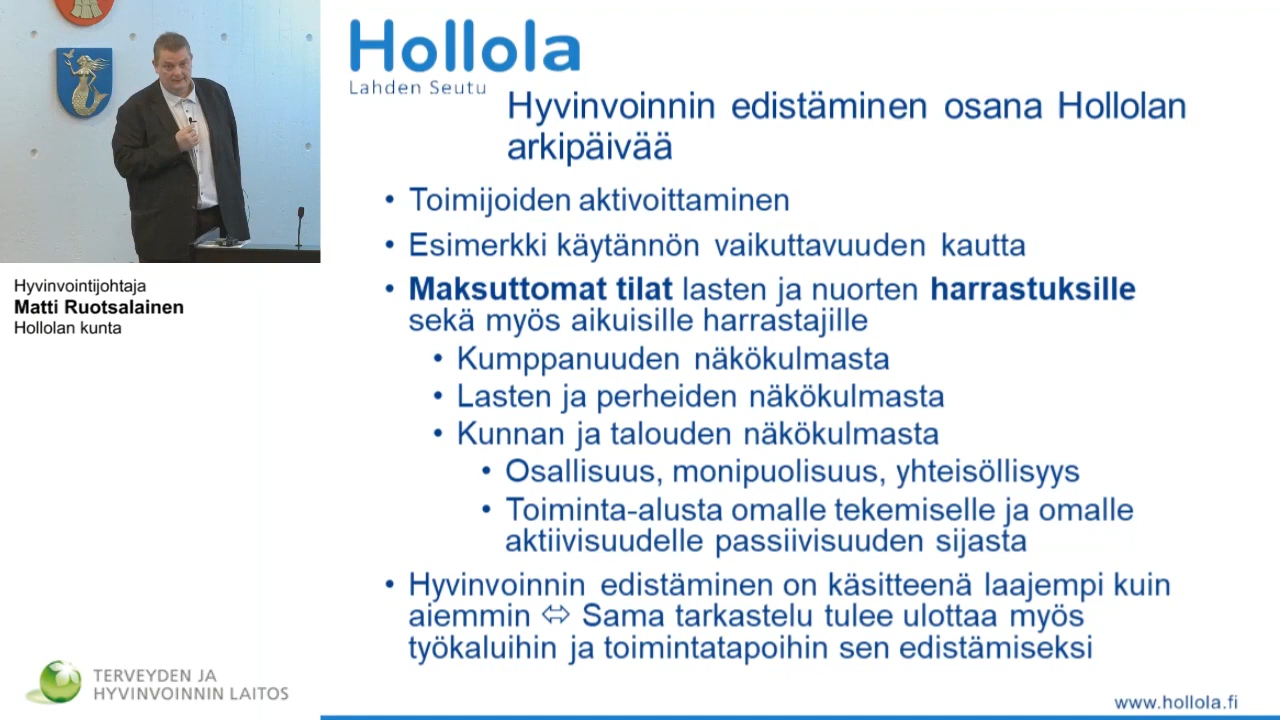 Hollola
Lahden Seutu
Hyvinvoinnin edistäminen osana Hollolan
arkipäivää
• Toimijoiden aktivoittaminen
• Esimerkki käytännön vaikuttavuuden kautta
• Maksuttomat tilat lasten ja nuorten harrastuksille
sekä myös aikuisille harrastajille
• Kumppanuuden näkökulmasta
• Lasten ja perheiden näkökulmasta
• Kunnan ja talouden näkökulmasta
• Osallisuus, monipuolisuus, yhteisöllisyys
• Toiminta-alusta omalle tekemiselle ja omalle
aktiivisuudelle passiivisuuden sijasta
• Hyvinvoinnin edistäminen on käsitteenä laajempi kuin
aiemmin ⬄ Sama tarkastelu tulee ulottaa myös
työkaluihin ja toimintatapoihin sen edistämiseksi
www.hollola.fi
Hyvinvointijohtaja
Matti Ruotsalainen
Hollolan kunta
TERVEYDEN JA
HYVINVOINNIN LAITOS